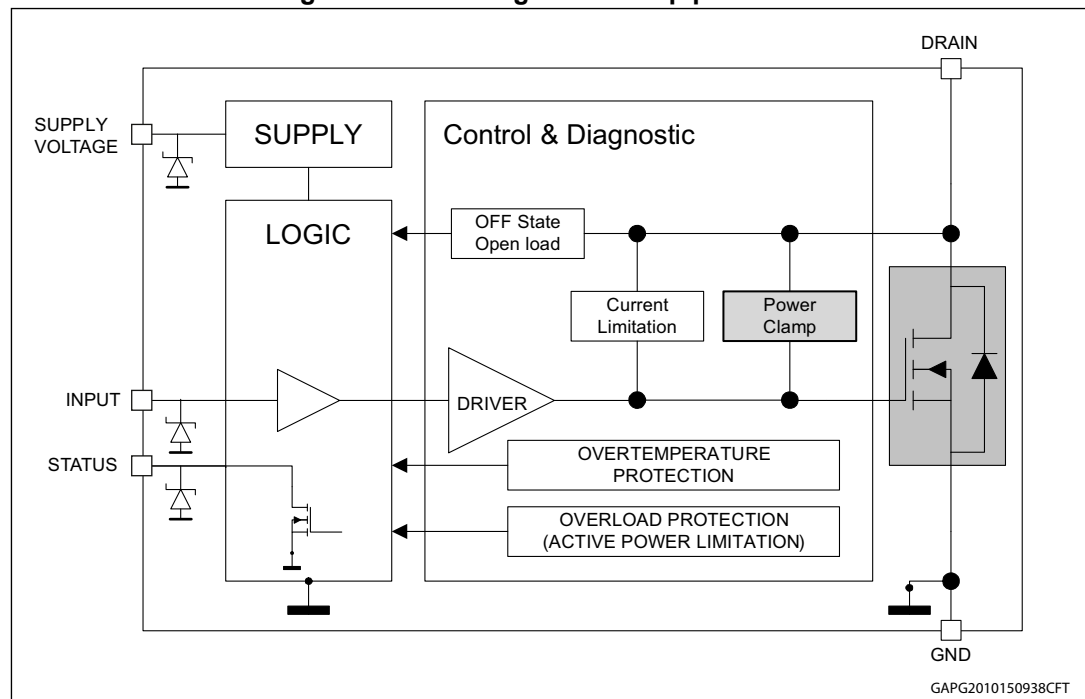 DRAIN
SUPPLY
VOLTAGE
SUPPLY
Control & Diagnostic
LOGIC
OFF State
Open load
Current
Limitation
Power
Clamp
INPUT
DRIVER
STATUS
OVERTEMPERATURE
PROTECTION
OVERLOAD PROTECTION
(ACTIVE POWER LIMITATION)
GND
GAPG2010150938CFT